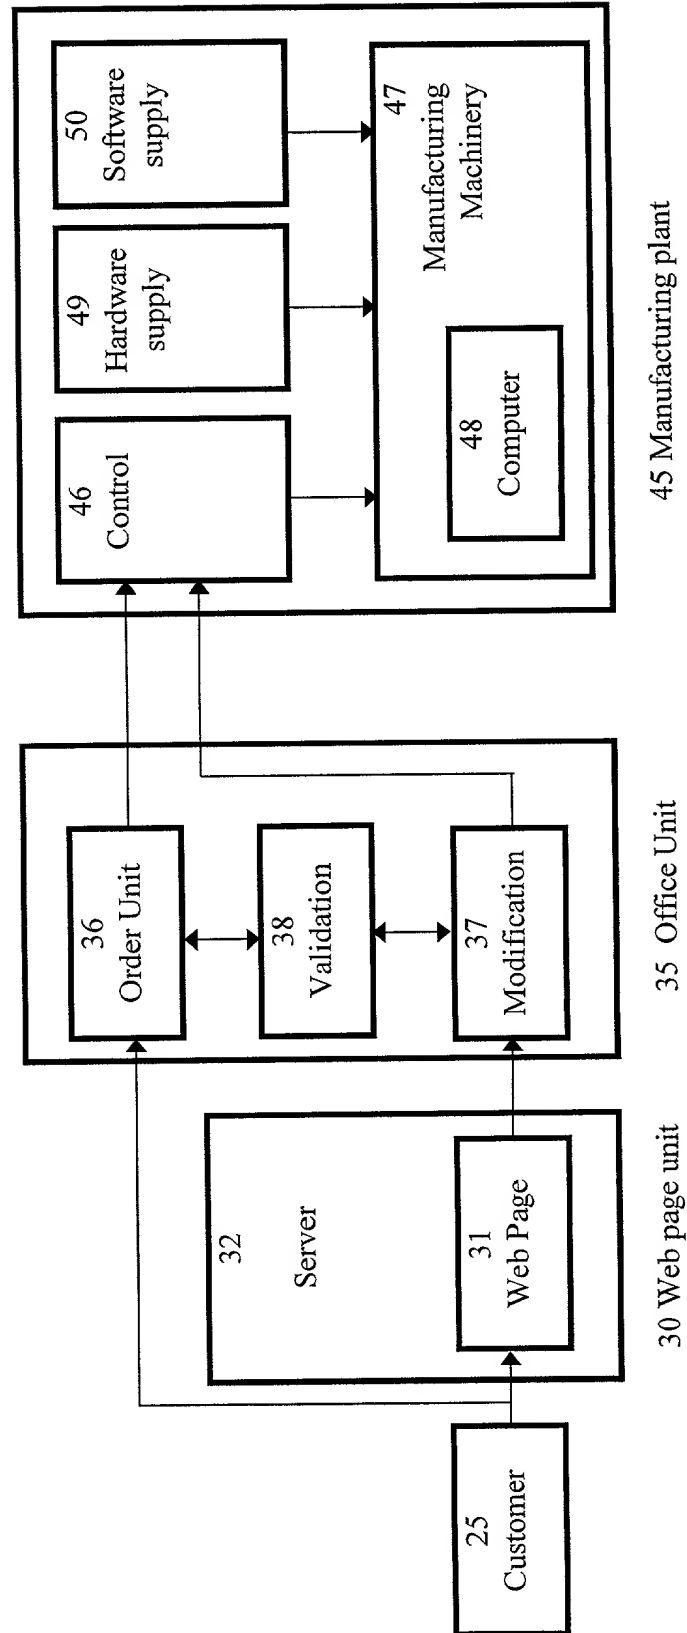 25
Customer
32
Server
31
Web Page
30 Web page unit
36
Order Unit
38
Validation
37
Modification
35 Office Unit
46
Control
49
Hardware
supply
50
Software
supply
47
Manufacturing
Machinery
48
Computer
45 Manufacturing plant